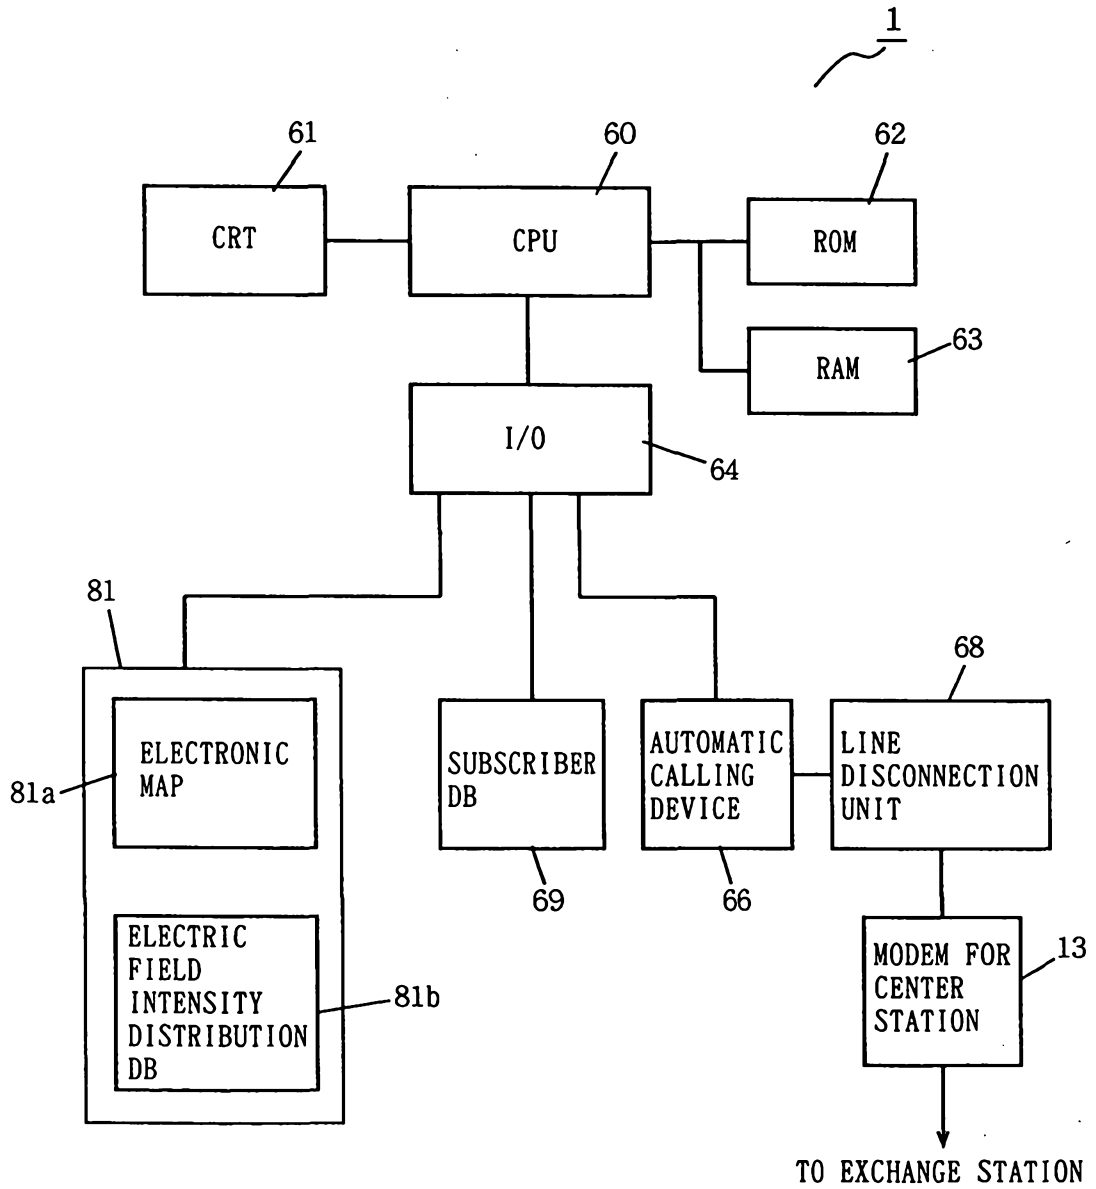 1
61
60
62
CRT
CPU
ROM
63
RAM
I/O
64
81
68
81a
ELECTRONIC
MAP
SUBSCRIBER
DB
AUTOMATIC
CALLING
DEVICE
LINE
DISCONNECTION
UNIT
69
66
ELECTRIC
FIELD
INTENSITY
DISTRIBUTION
DB
81b
MODEM FOR
CENTER
STATION
13
TO EXCHANGE STATION